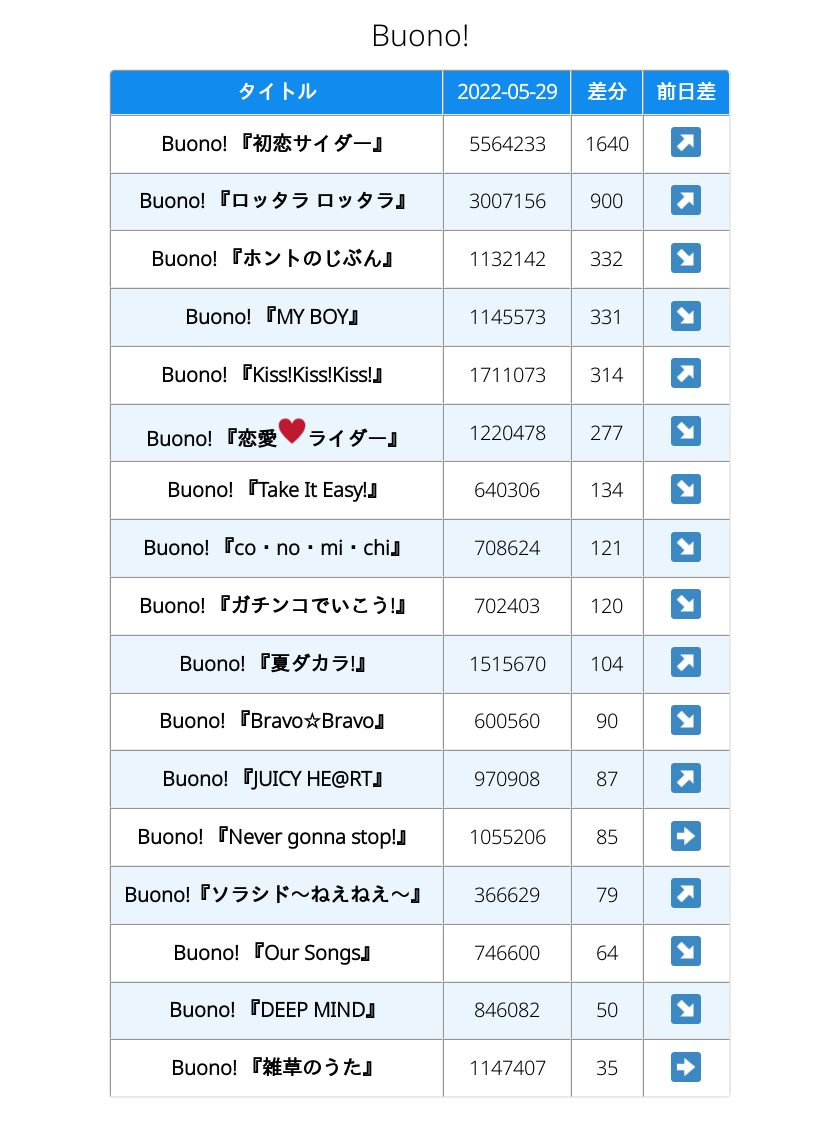 Buono!
タイトル 2022-05-29 差分 前日差
Buono! 『初恋サイダー』 5564233 1640 ↗
Buono! 『ロッタラ ロッタラ』 3007156 900 ↗
Buono! 『ホントのじぶん』 1132142 332 ↘
Buono! 『MY BOY』 1145573 331 ↘
Buono! 『Kiss!Kiss!Kiss!』 1711073 314 ↗
Buono! 『恋愛♥ライダー』 1220478 277 ↘
Buono! 『Take It Easy!』 640306 134 ↘
Buono! 『co・no・mi・chi』 708624 121 ↘
Buono! 『ガチンコでいこう!』 702403 120 ↘
Buono! 『夏ダカラ!』 1515670 104 ↗
Buono! 『Bravo☆Bravo』 600560 90 ↘
Buono! 『JUICY HE@RT』 970908 87 ↗
Buono! 『Never gonna stop!』 1055206 85 ➡
Buono!『ソラシド〜ねえねえ〜』 366629 79 ↗
Buono! 『Our Songs』 746600 64 ↘
Buono! 『DEEP MIND』 846082 50 ↘
Buono! 『雑草のうた』 1147407 35 ➡